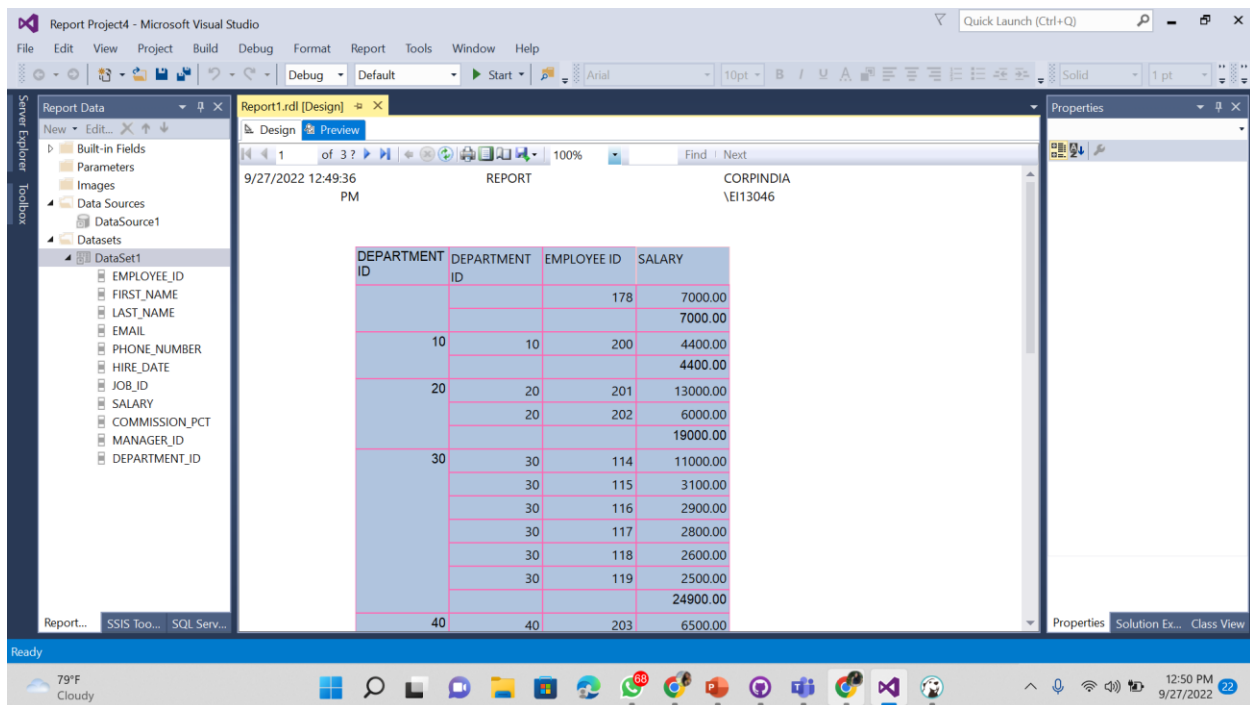 Report Project4 - Microsoft Visual Studio
Quick Launch (Ctrl+Q)
File Edit View Project Build Debug Format Report Tools Window Help
Debug Default Start Arial 10pt B I U A Solid 1 pt
Server Explorer
Toolbox
Report Data
New Edit...
Built-in Fields
Parameters
Images
Data Sources
DataSource1
Datasets
DataSet1
EMPLOYEE_ID
FIRST_NAME
LAST_NAME
EMAIL
PHONE_NUMBER
HIRE_DATE
JOB_ID
SALARY
COMMISSION_PCT
MANAGER_ID
DEPARTMENT_ID
Report... SSIS Too... SQL Serv...
Report1.rdl [Design]
Design Preview
1 of 3 ? 100% Find Next
9/27/2022 12:49:36 REPORT CORPINDIA
PM \EI13046
DEPARTMENT DEPARTMENT EMPLOYEE ID SALARY
ID ID
178 7000.00
7000.00
10 10 200 4400.00
4400.00
20 20 201 13000.00
20 202 6000.00
19000.00
30 30 114 11000.00
30 115 3100.00
30 116 2900.00
30 117 2800.00
30 118 2600.00
30 119 2500.00
24900.00
40 40 203 6500.00
Properties
Properties Solution Ex... Class View
Ready
79°F
Cloudy
68
12:50 PM
9/27/2022
22